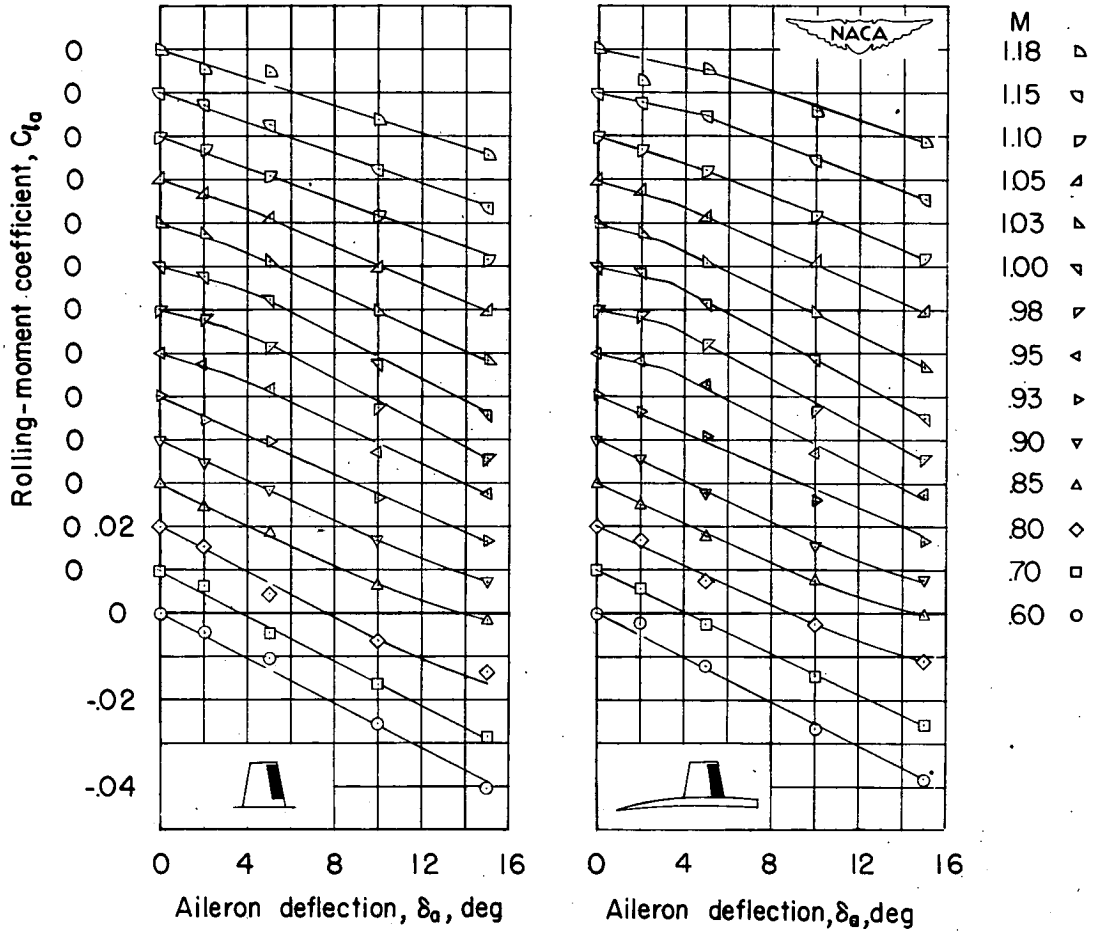 NACA
M
0 1.18
0 1.15
0 1.10
0 1.05
0 1.03
0 1.00
0 .98
0 .95
0 .93
0 .90
0 .85
0 .02 .80
0 .70
0 .60
-.02
-.04
Rolling-moment coefficient, Cla
0 4 8 12 16
0 4 8 12 16
Aileron deflection, δa, deg
Aileron deflection,δa,deg